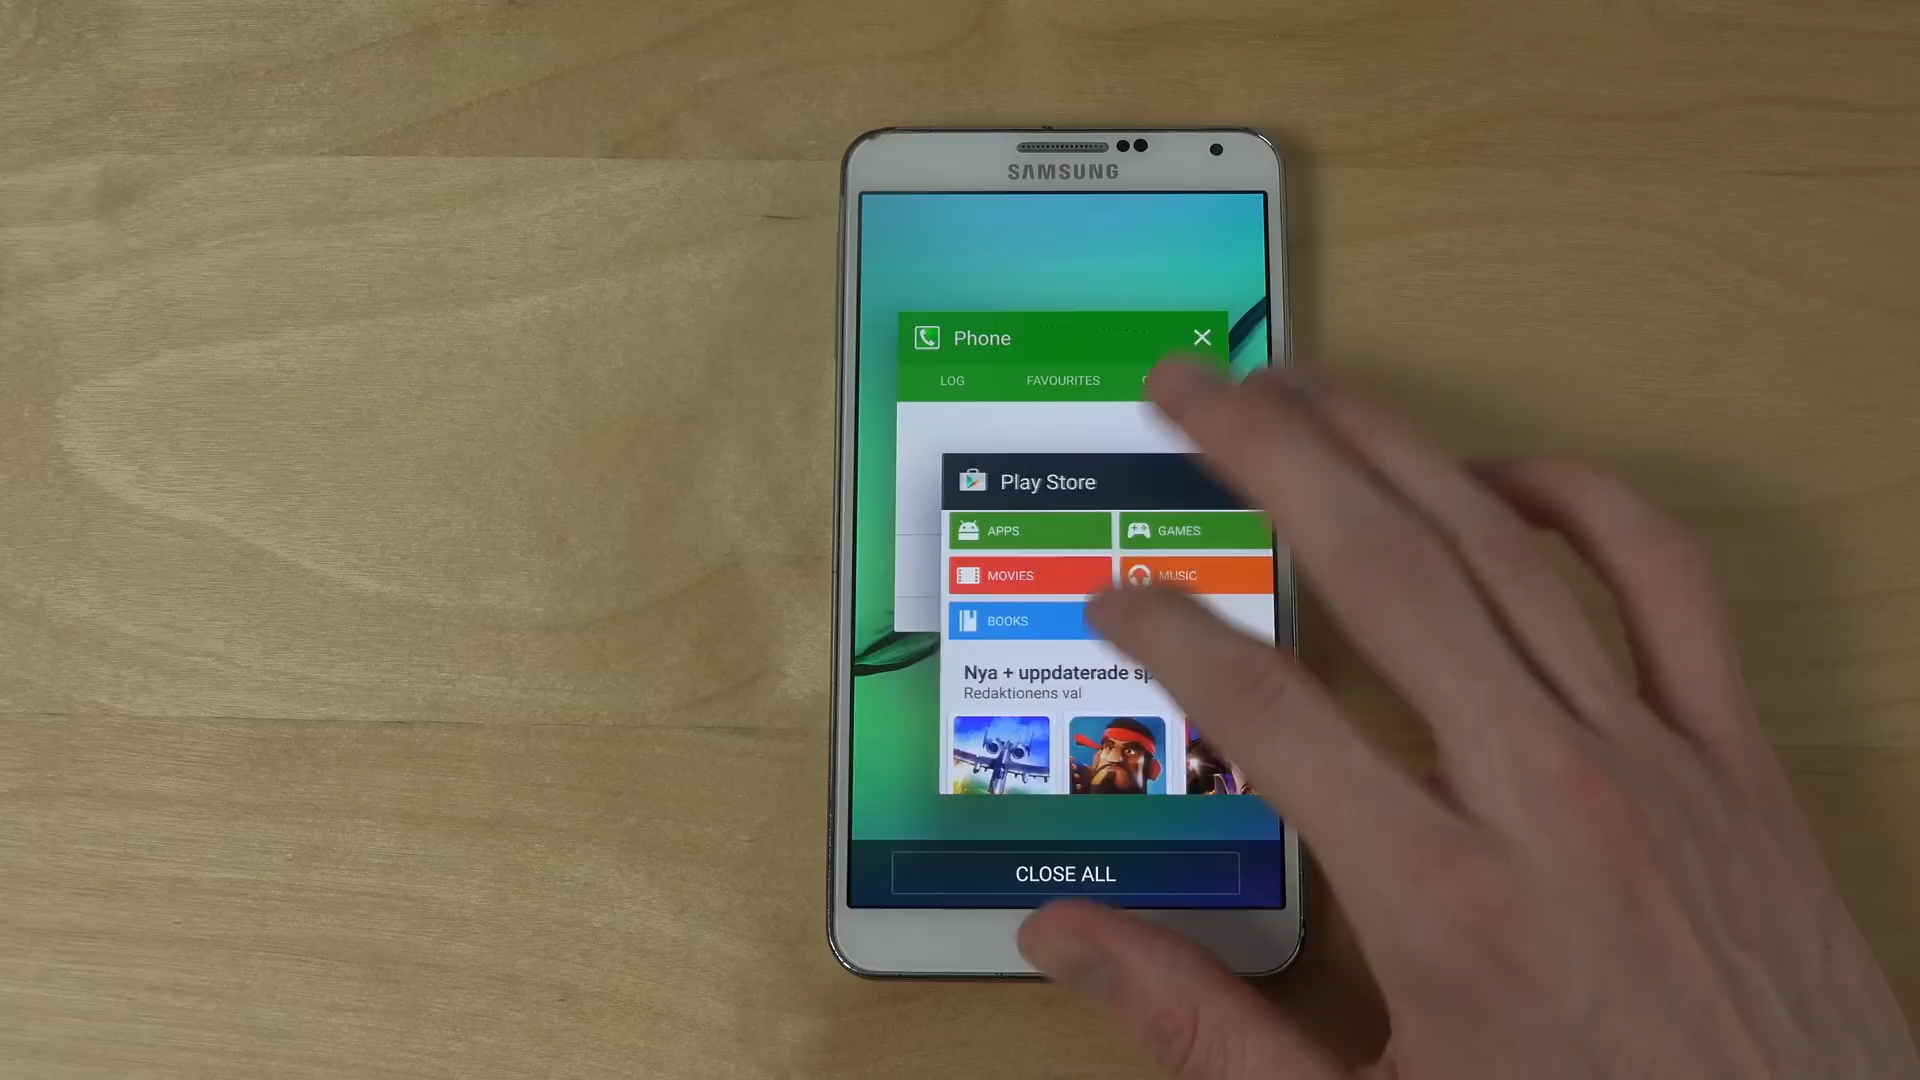 SAMSUNG
Phone
LOG FAVOURITES
Play Store
APPS GAMES
MOVIES MUSIC
BOOKS
Nya + uppdaterade
Redaktionens val
CLOSE ALL